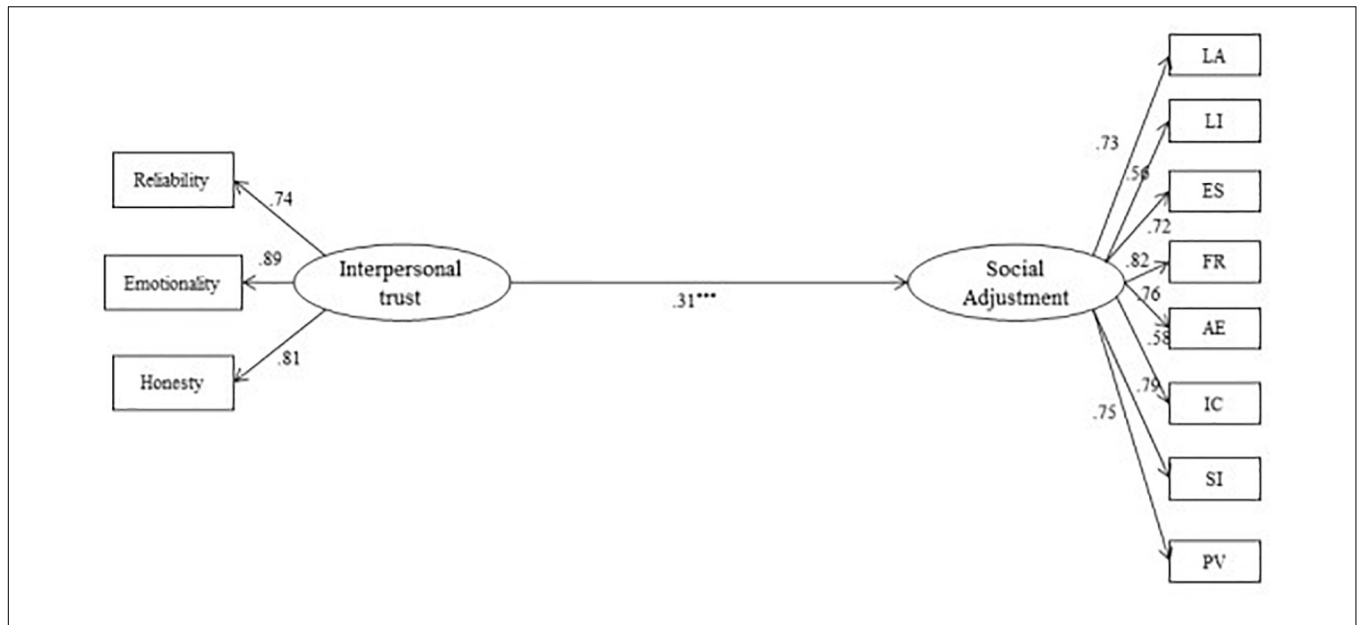 Reliability
.74
Emotionality
.89
Honesty
.81
Interpersonal
trust
.31***
Social
Adjustment
.73
LA
.56
LI
.72
ES
.82
FR
.76
AE
.58
IC
.79
SI
.75
PV